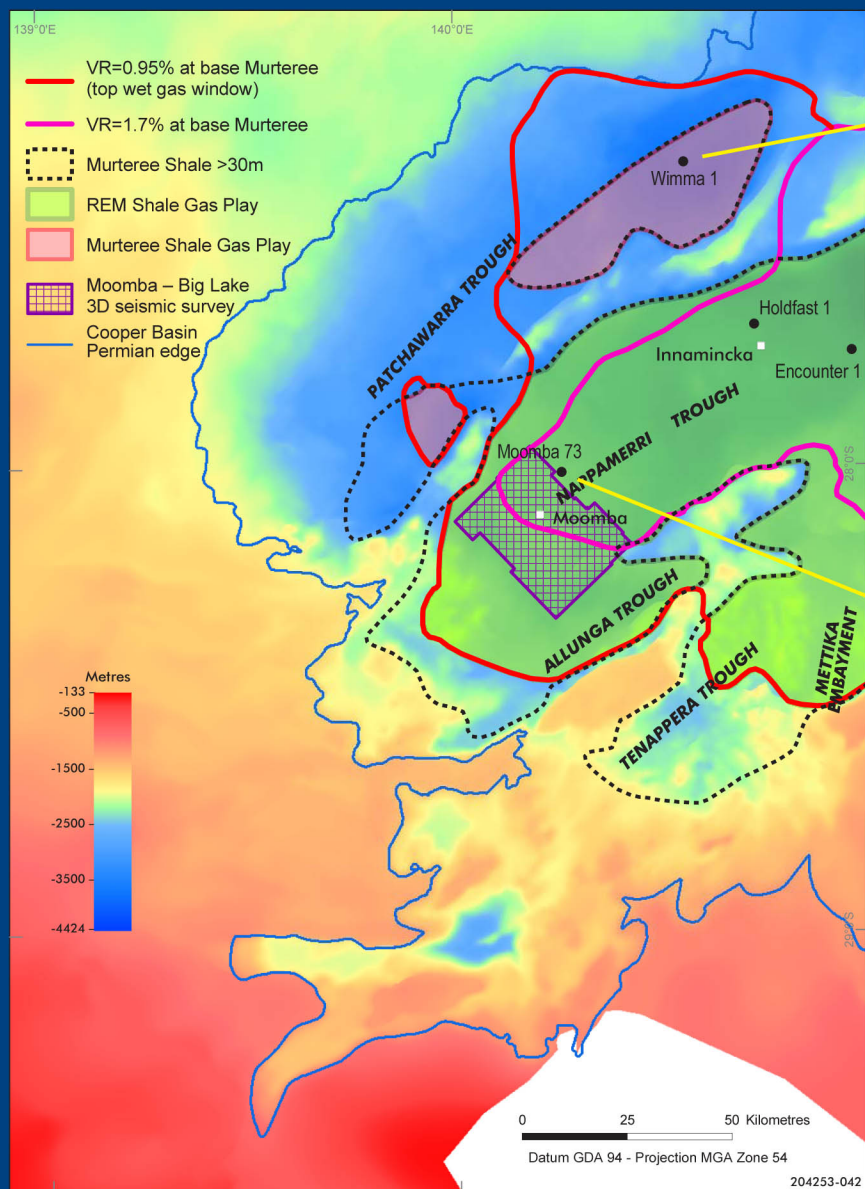 139°0'E
140°0'E
VR=0.95% at base Murteree
(top wet gas window)
VR=1.7% at base Murteree
Murteree Shale >30m
REM Shale Gas Play
Murteree Shale Gas Play
Moomba – Big Lake
3D seismic survey
Cooper Basin
Permian edge
Wimma 1
PATCHAWARRA TROUGH
Holdfast 1
Innamincka
Encounter 1
NAPPAMERRI TROUGH
Moomba 73
28°0'S
Moomba
ALLUNGA TROUGH
METTIKA
EMBAYMENT
TENAPPERA TROUGH
Metres
-133
-500
-1500
-2500
-3500
-4424
29°0'S
0 25 50 Kilometres
Datum GDA 94 - Projection MGA Zone 54
204253-042